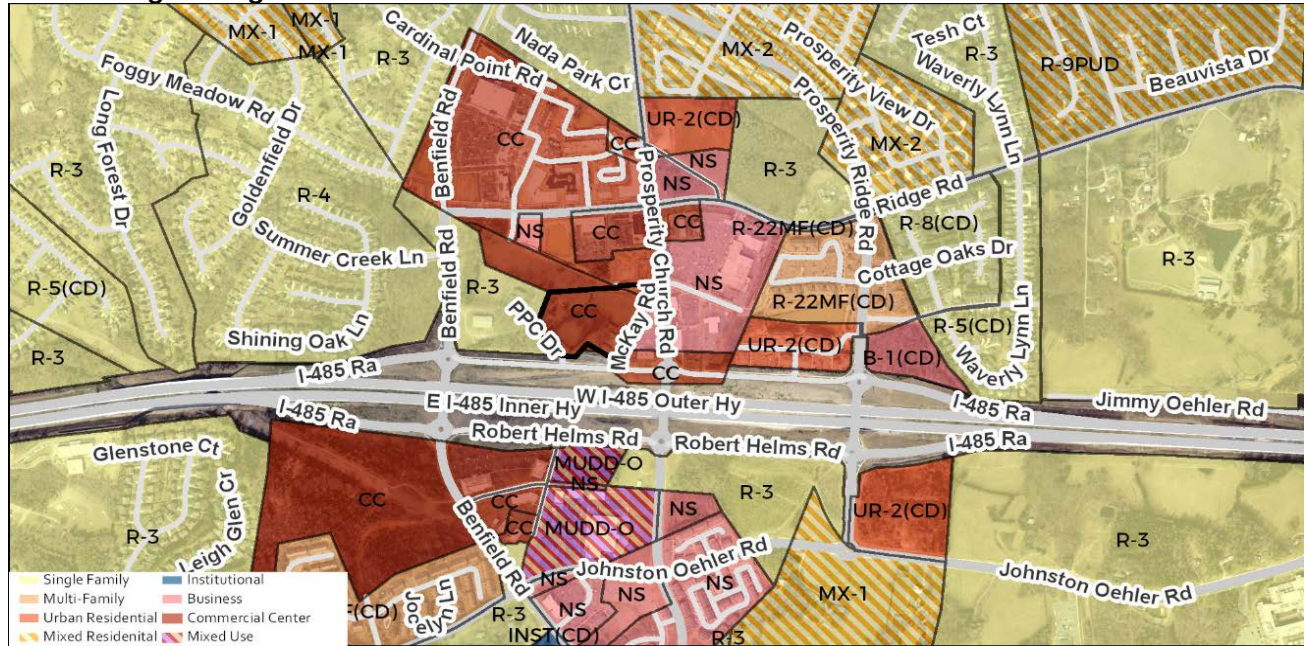 MX-1
MX-1
Cardinal Point Rd
Nada Park Cr
R-3
MX-2
Prosperity View Dr
Tesh Ct
R-3
Waverly Lynn Ln
R-9PUD
Beauvista Dr
Foggy Meadow Rd
Long Forest Dr
Goldenfield Dr
Benfield Rd
CC
CC
UR-2(CD)
Prosperity Ridge Rd
MX-2
NS
NS
R-3
Ridge Rd
R-3
R-4
Summer Creek Ln
NS
CC
CC
Prosperity Church Rd
R-22MF(CD)
R-8(CD)
Cottage Oaks Dr
R-3
R-5(CD)
Shining Oak Ln
R-3
Benfield Rd
R-3
PPC Dr
CC
McKay Rd
NS
R-22MF(CD)
UR-2(CD)
B-1(CD)
R-5(CD)
Waverly Lynn Ln
CC
I-485 Ra
E I-485 Inner Hy
W I-485 Outer Hy
I-485 Ra
Jimmy Oehler Rd
I-485 Ra
Robert Helms Rd
Robert Helms Rd
I-485 Ra
Glenstone Ct
R-3
Leigh Glen Cr
CC
CC
CC
MUDD-O
NS
MUDD-O
NS
R-3
UR-2(CD)
R-3
Benfield Rd
Johnston Oehler Rd
Johnston Oehler Rd
NS
NS
NS
NS
MX-1
Jocelyn Ln
F(CD)
R-3
INST(CD)
R-3
Single Family
Institutional
Multi-Family
Business
Urban Residential
Commercial Center
Mixed Residental
Mixed Use